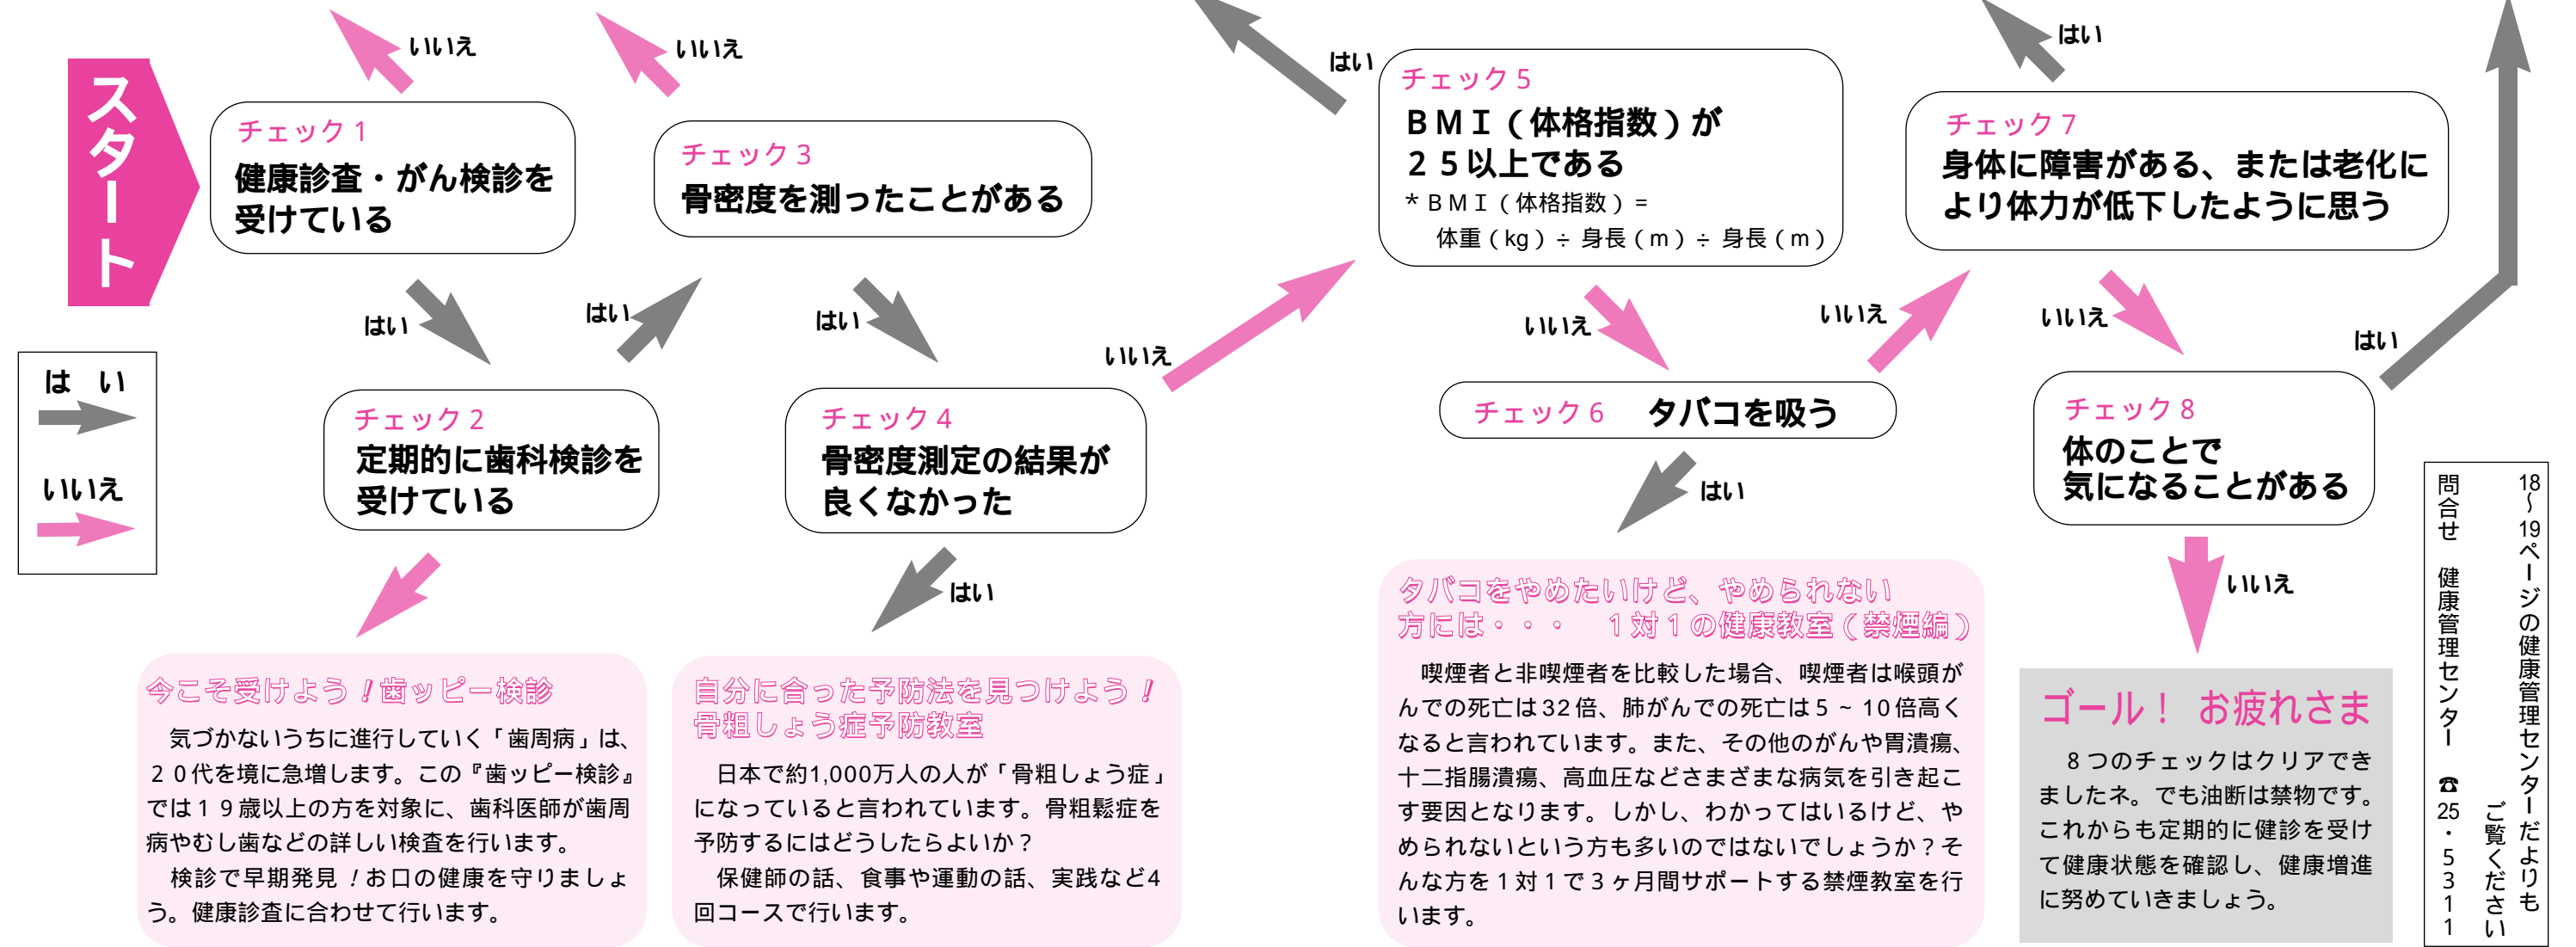 スタート
は い
いいえ
いいえ
チェック1
健康診査・がん検診を
受けている
はい
チェック2
定期的に歯科検診を
受けている
はい
今こそ受けよう!歯ッピー検診
気づかないうちに進行していく「歯周病」は、
20代を境に急増します。この『歯ッピー検診』
では19歳以上の方を対象に、歯科医師が歯周
病やむし歯などの詳しい検査を行います。
検診で早期発見!お口の健康を守りましょ
う。健康診査に合わせて行います。
いいえ
チェック3
骨密度を測ったことがある
はい
チェック4
骨密度測定の結果が
良くなかった
いいえ
はい
自分に合った予防法を見つけよう!
骨粗しょう症予防教室
日本で約1,000万人の人が「骨粗しょう症」
になっていると言われています。骨粗鬆症を
予防するにはどうしたらよいか?
保健師の話、食事や運動の話、実践など4
回コースで行います。
はい
チェック5
BMI(体格指数)が
25以上である
*BMI(体格指数)=
体重(kg)÷ 身長(m)÷ 身長(m)
いいえ
チェック6 タバコを吸う
いいえ
はい
タバコをやめたいけど、やめられない
方には・・・ 1対1の健康教室(禁煙編)
喫煙者と非喫煙者を比較した場合、喫煙者は喉頭が
んでの死亡は32倍、肺がんでの死亡は5~10倍高く
なると言われています。また、その他のがんや胃潰瘍、
十二指腸潰瘍、高血圧などさまざまな病気を引き起こ
す要因となります。しかし、わかってはいるけど、や
められないという方も多いのではないでしょうか?そ
んな方を1対1で3ヶ月間サポートする禁煙教室を行
います。
はい
チェック7
身体に障害がある、または老化に
より体力が低下したように思う
いいえ
チェック8
体のことで
気になることがある
はい
いいえ
ゴール! お疲れさま
8つのチェックはクリアでき
ましたネ。でも油断は禁物です。
これからも定期的に健診を受け
て健康状態を確認し、健康増進
に努めていきましょう。
18~19ページの健康管理センターだよりも
ご覧ください
問合せ 健康管理センター ☎25・5311